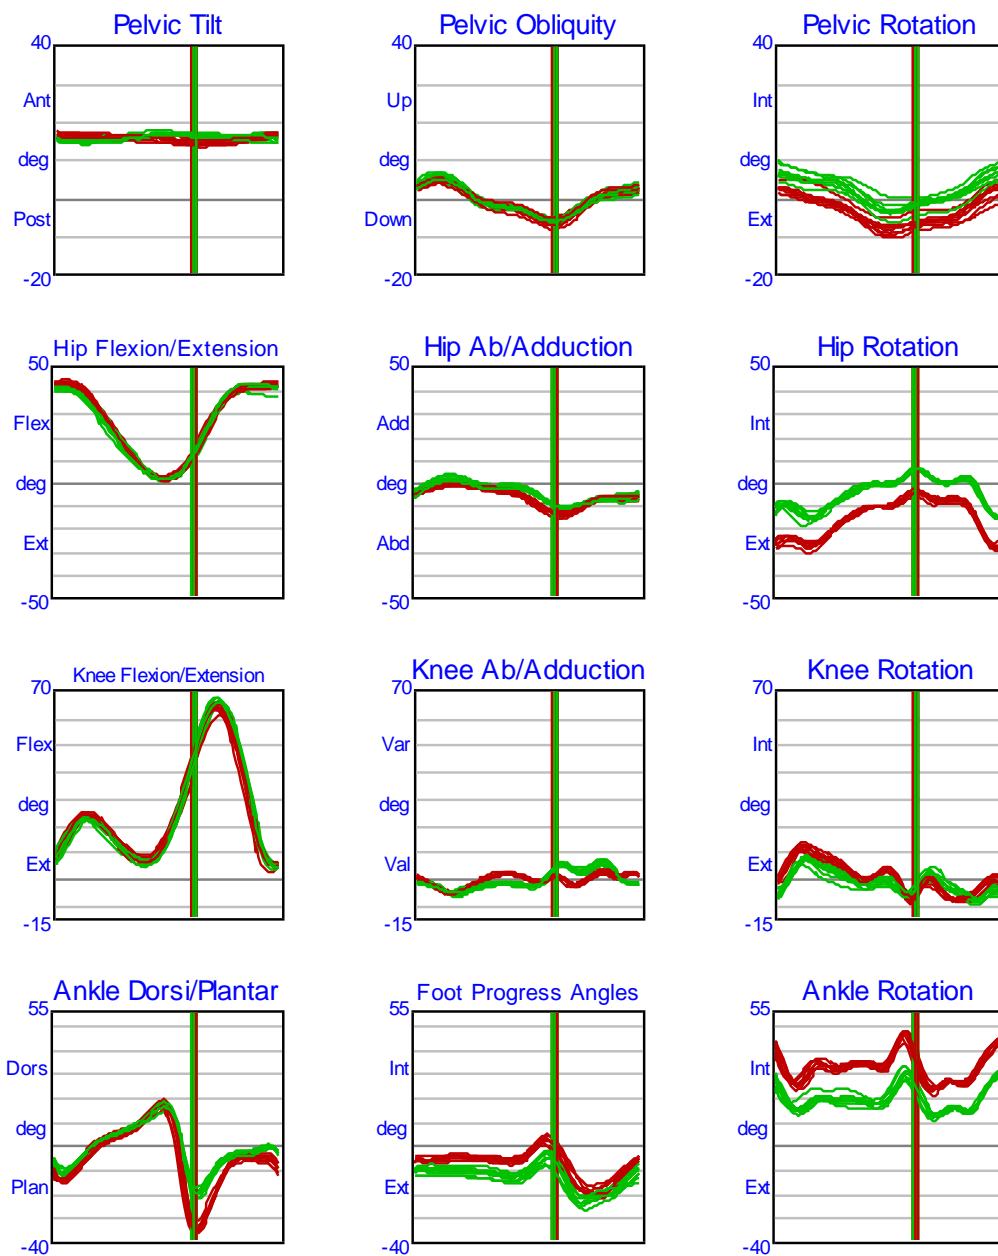 Pelvic Tilt
40
Ant
deg
Post
-20
Pelvic Obliquity
40
Up
deg
Down
-20
Pelvic Rotation
40
Int
deg
Ext
-20
Hip Flexion/Extension
50
Flex
deg
Ext
-50
Hip Ab/Adduction
50
Add
deg
Abd
-50
Hip Rotation
50
Int
deg
Ext
-50
Knee Flexion/Extension
70
Flex
deg
Ext
-15
Knee Ab/Adduction
70
Var
deg
Val
-15
Knee Rotation
70
Int
deg
Ext
-15
Ankle Dorsi/Plantar
55
Dors
deg
Plan
-40
Foot Progress Angles
55
Int
deg
Ext
-40
Ankle Rotation
55
Int
deg
Ext
-40